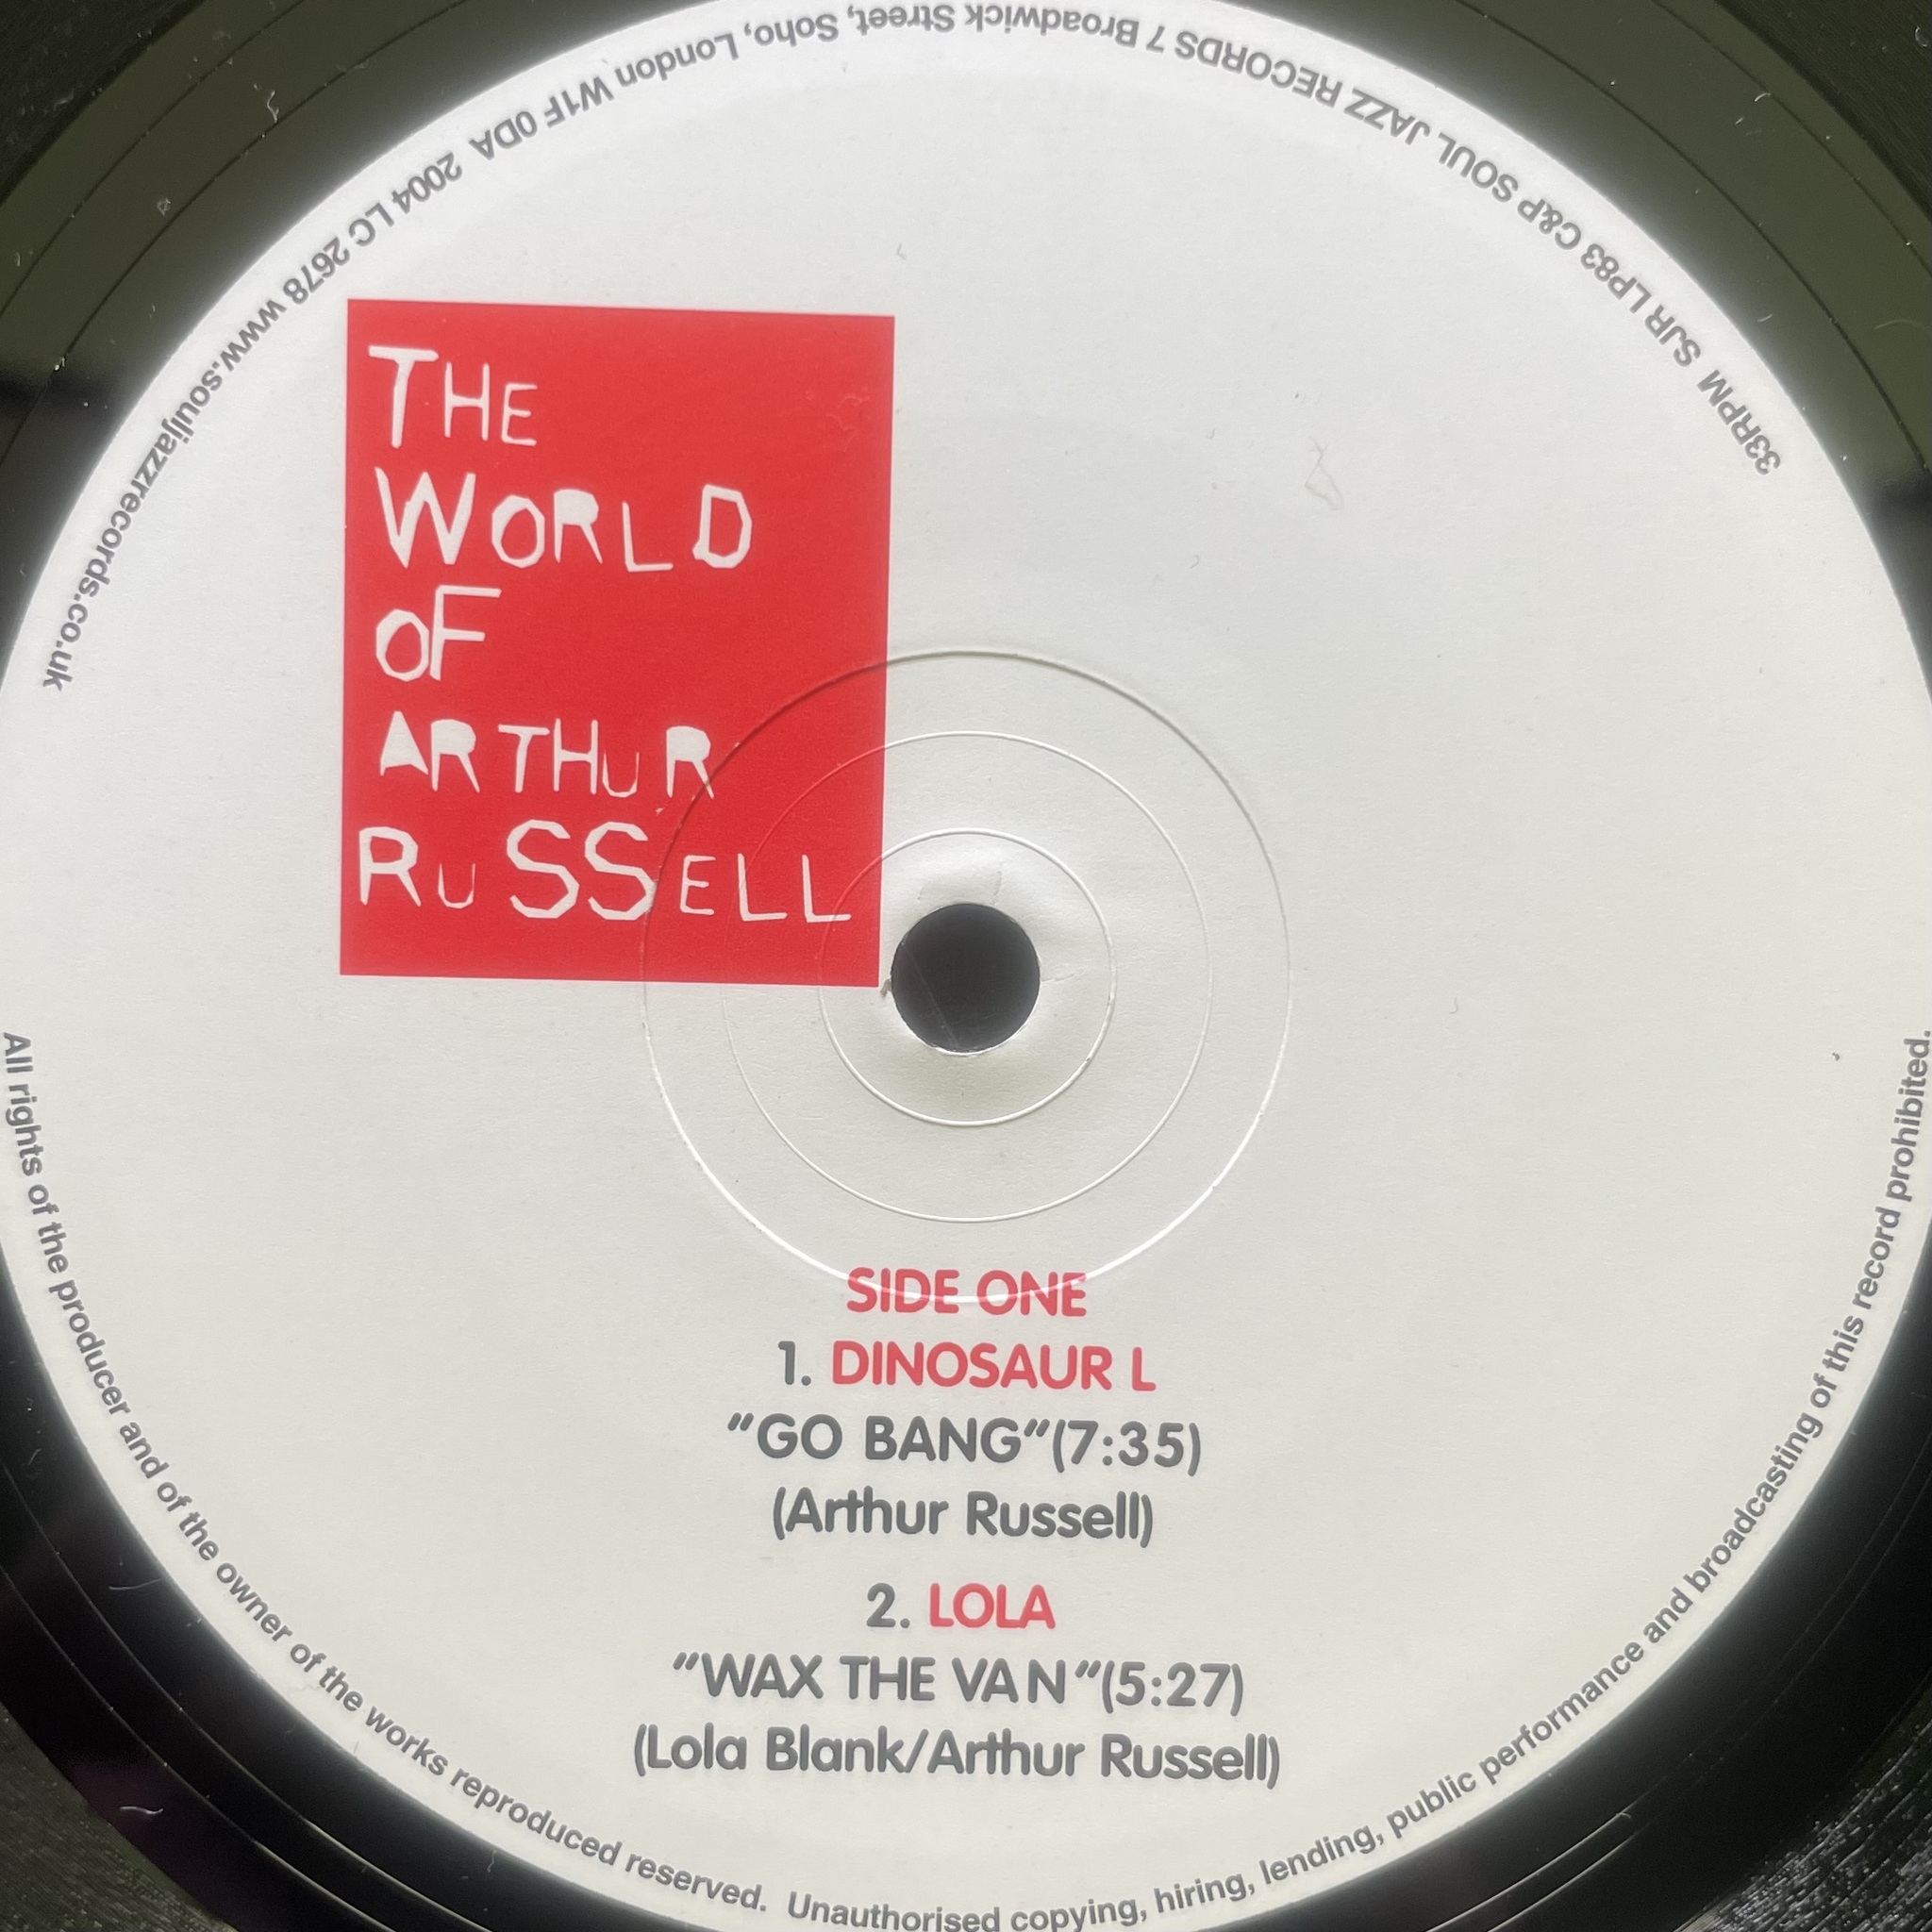 33RPM SJR LP83 C&P SOUL JAZZ RECORDS 7 Broadwick Street, Soho, London W1F 0DA 2004 LC 2678 www.souljazzrecords.co.uk
THE
WORLD
OF
ARTHUR
RUSSELL
SIDE ONE
1. DINOSAUR L
"GO BANG"(7:35)
(Arthur Russell)
2. LOLA
"WAX THE VAN"(5:27)
(Lola Blank/Arthur Russell)
All rights of the producer and of the owner of the works reproduced reserved. Unauthorised copying, hiring, lending, public performance and broadcasting of this record prohibited.